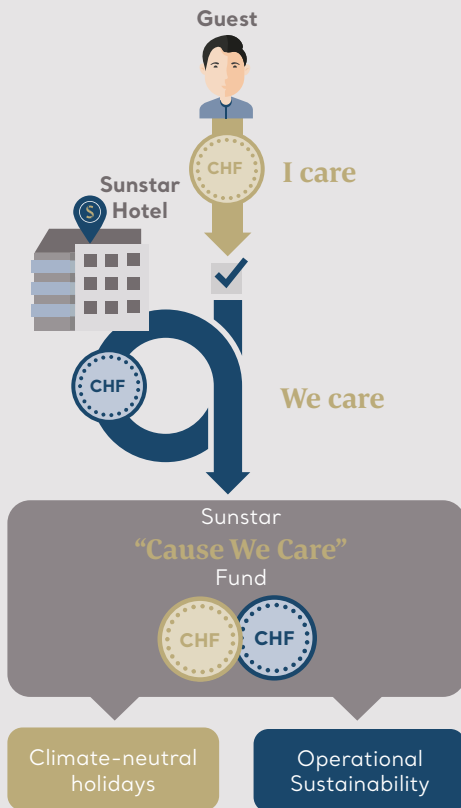 Guest
CHF
I care
Sunstar
Hotel
$
CHF
We care
Sunstar
“Cause We Care”
Fund
CHF
CHF
Climate-neutral
holidays
Operational
Sustainability